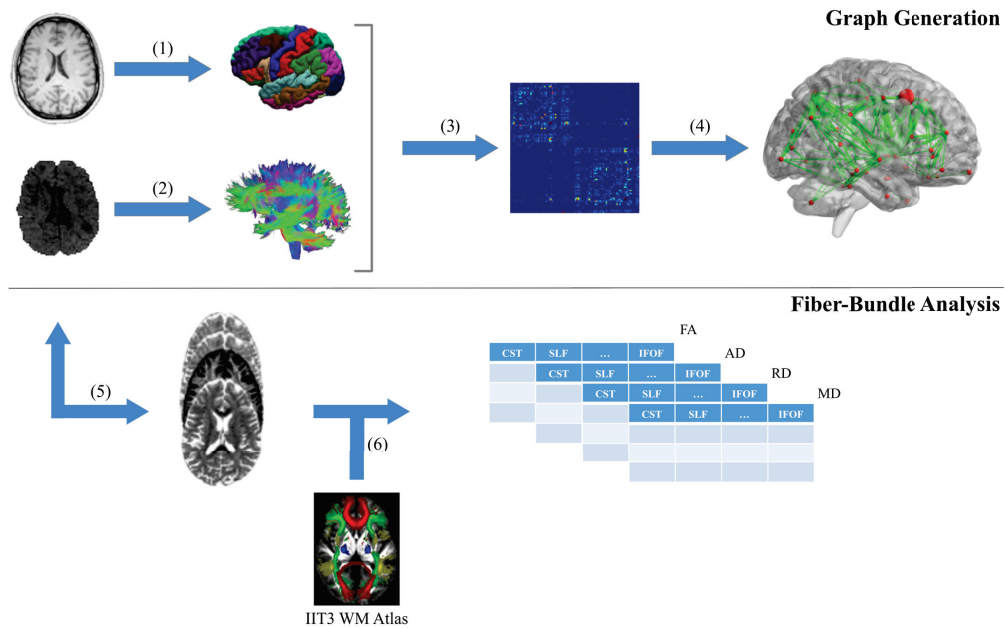 Graph Generation
(1)
(2)
(3)
(4)
Fiber-Bundle Analysis
(5)
(6)
FA
CST SLF ... IFOF
AD
CST SLF ... IFOF
RD
CST SLF ... IFOF
MD
CST SLF ... IFOF
IIT3 WM Atlas